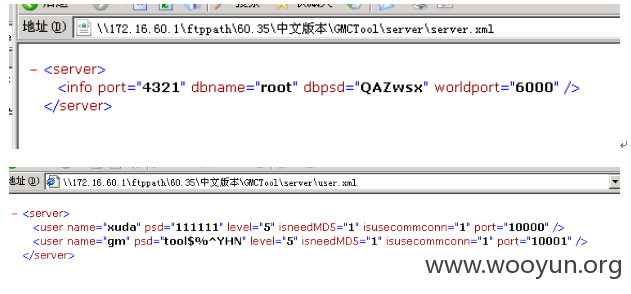 地址(D) \\172.16.60.1\ftppath\60.35\中文版本\GMCTool\server\server.xml
- <server>
<info port="4321" dbname="root" dbpsd="QAZwsx" worldport="6000" />
</server>
地址(D) \\172.16.60.1\ftppath\60.35\中文版本\GMCTool\server\user.xml
- <server>
<user name="xuda" psd="111111" level="5" isneedMD5="1" isusecommconn="1" port="10000" />
<user name="gm" psd="tool$%^YHN" level="5" isneedMD5="1" isusecommconn="1" port="10001" />
</server>
www.wooyun.org